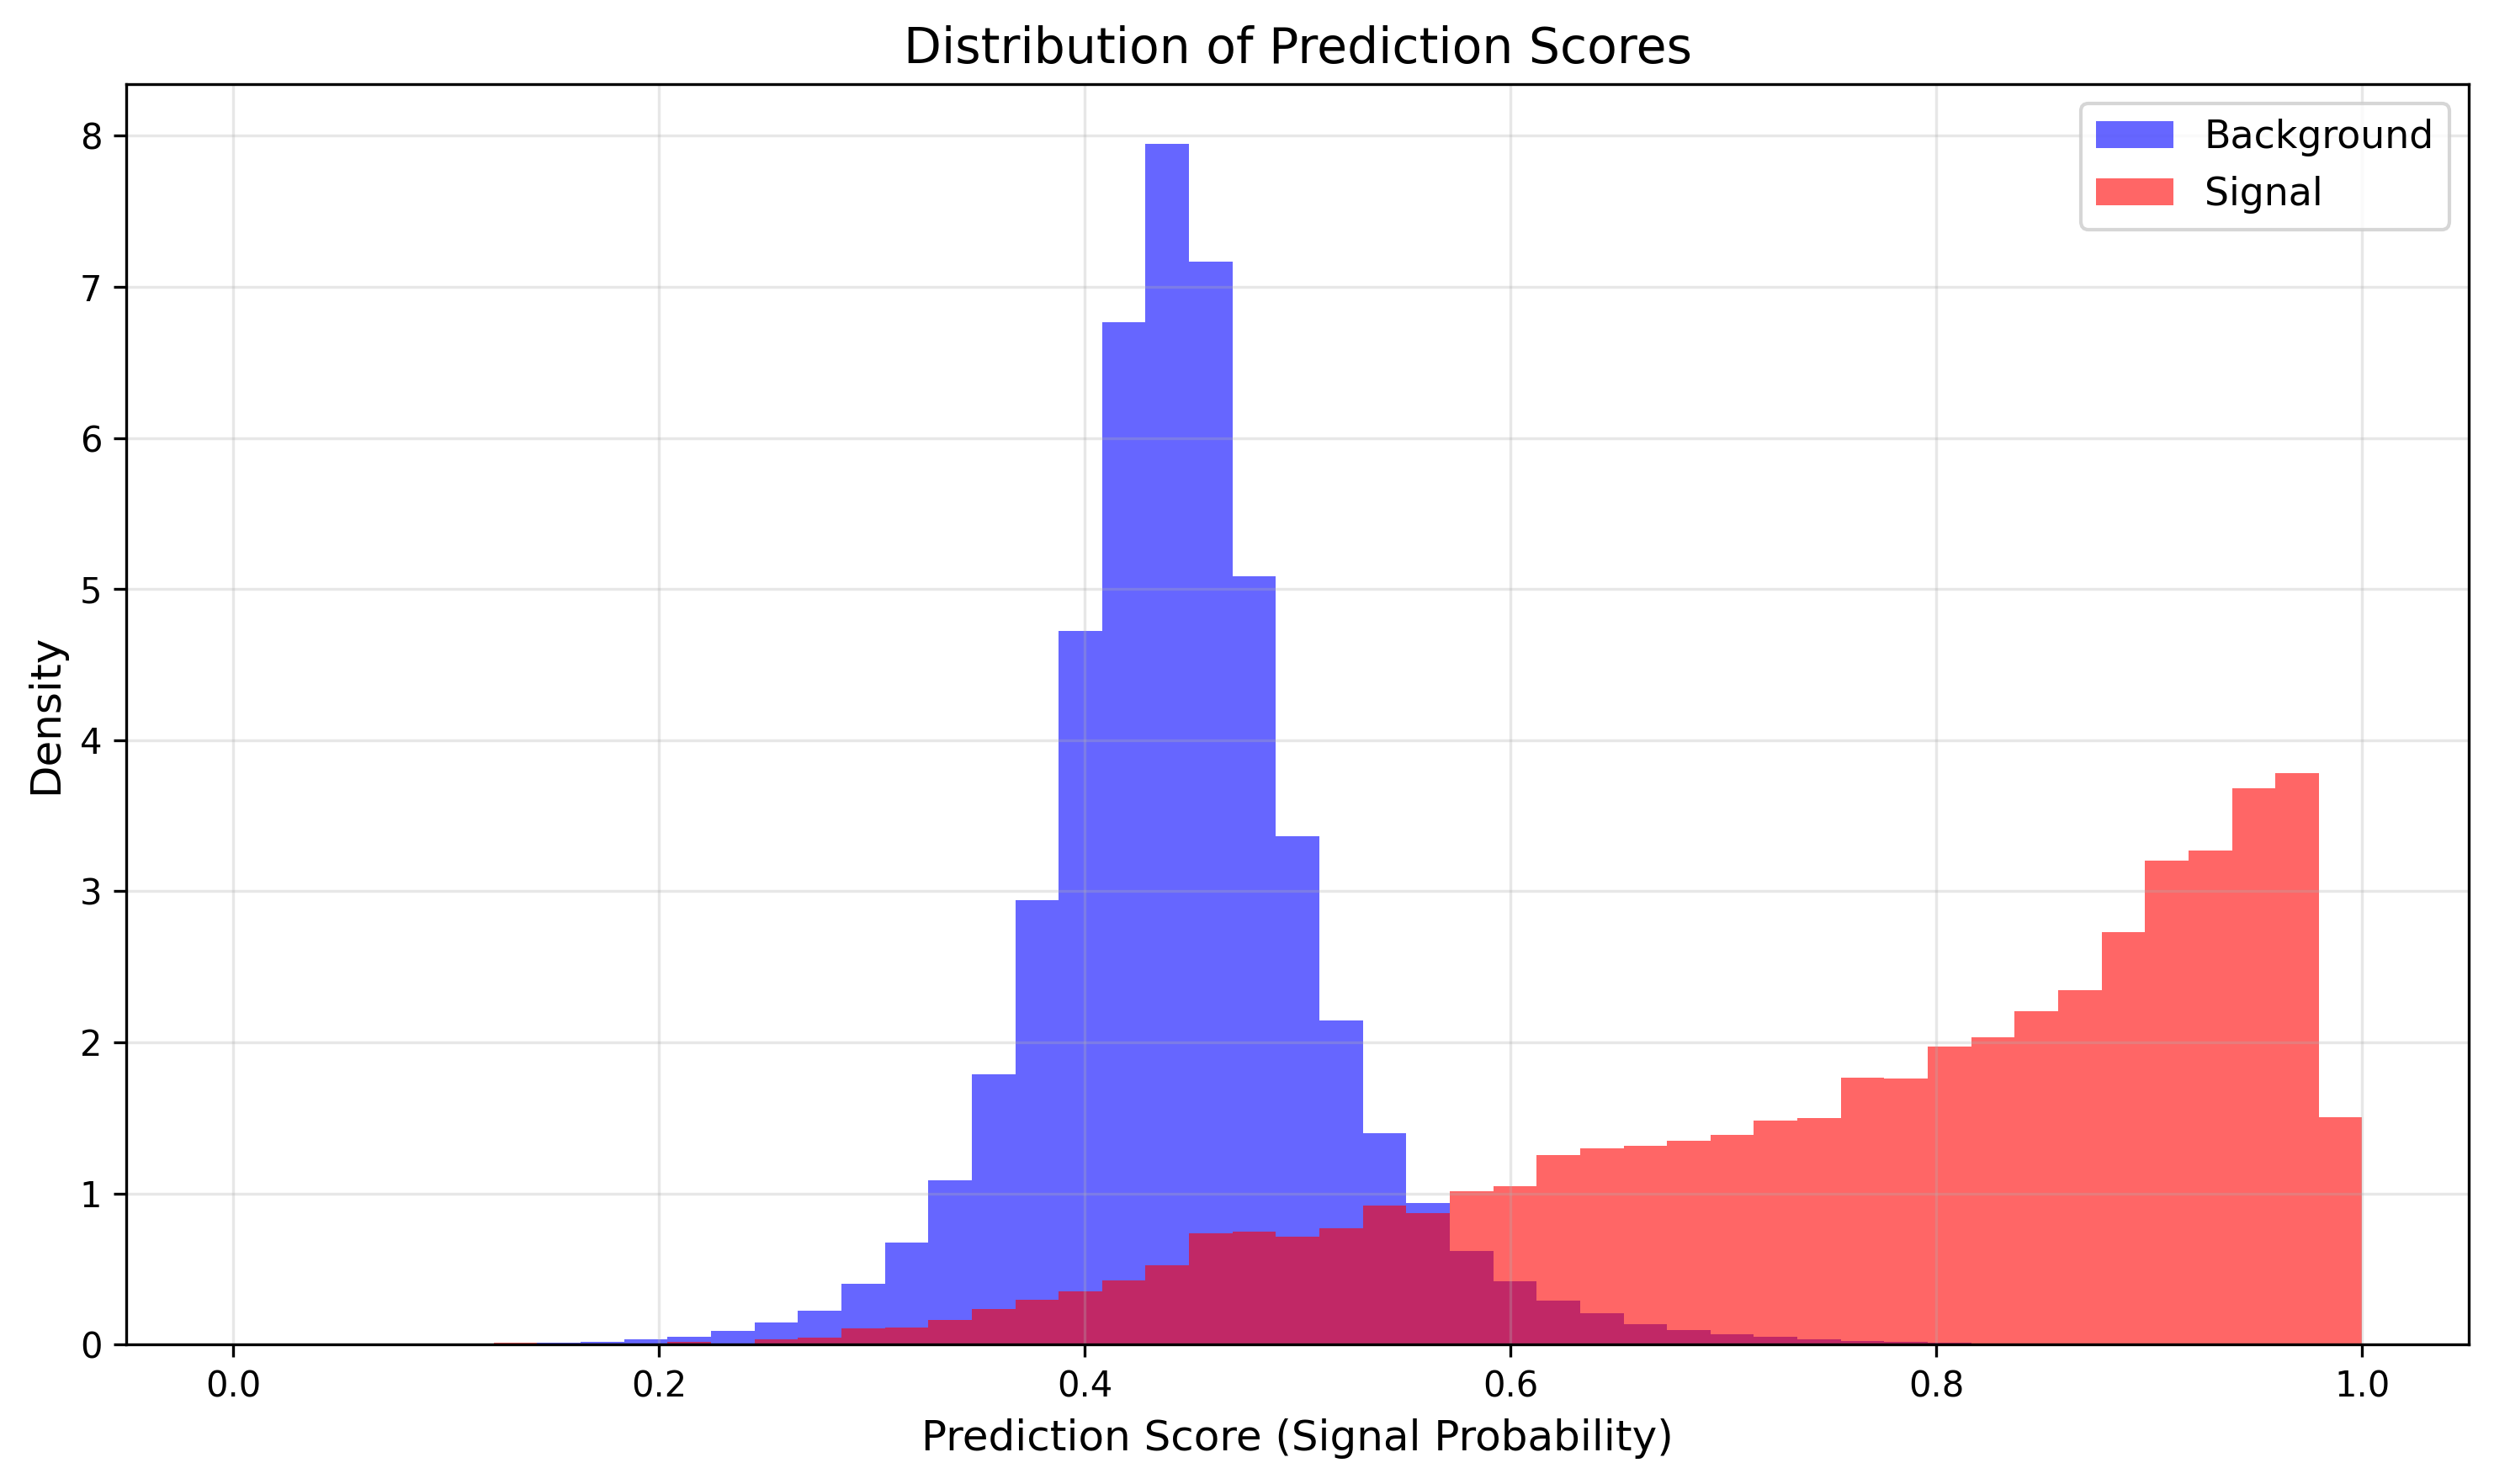 Distribution of Prediction Scores
Background
Signal
8
7
6
5
4
3
2
1
0
Density
0.0 0.2 0.4 0.6 0.8 1.0
Prediction Score (Signal Probability)